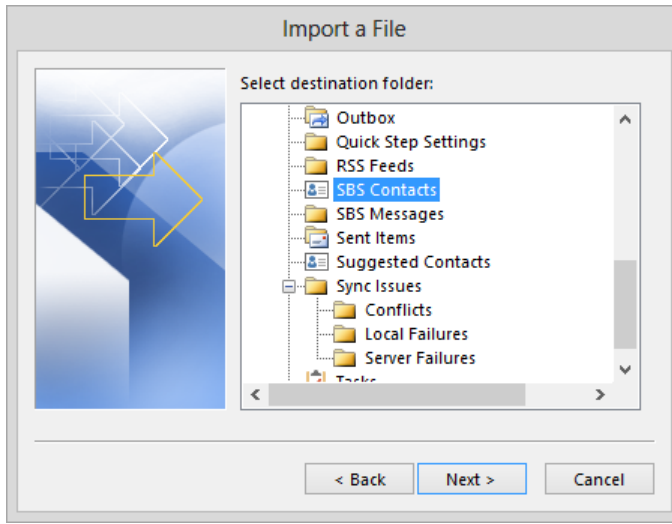 Import a File
Select destination folder:
Outbox
Quick Step Settings
RSS Feeds
SBS Contacts
SBS Messages
Sent Items
Suggested Contacts
Sync Issues
Conflicts
Local Failures
Server Failures
Tasks
< Back
Next >
Cancel